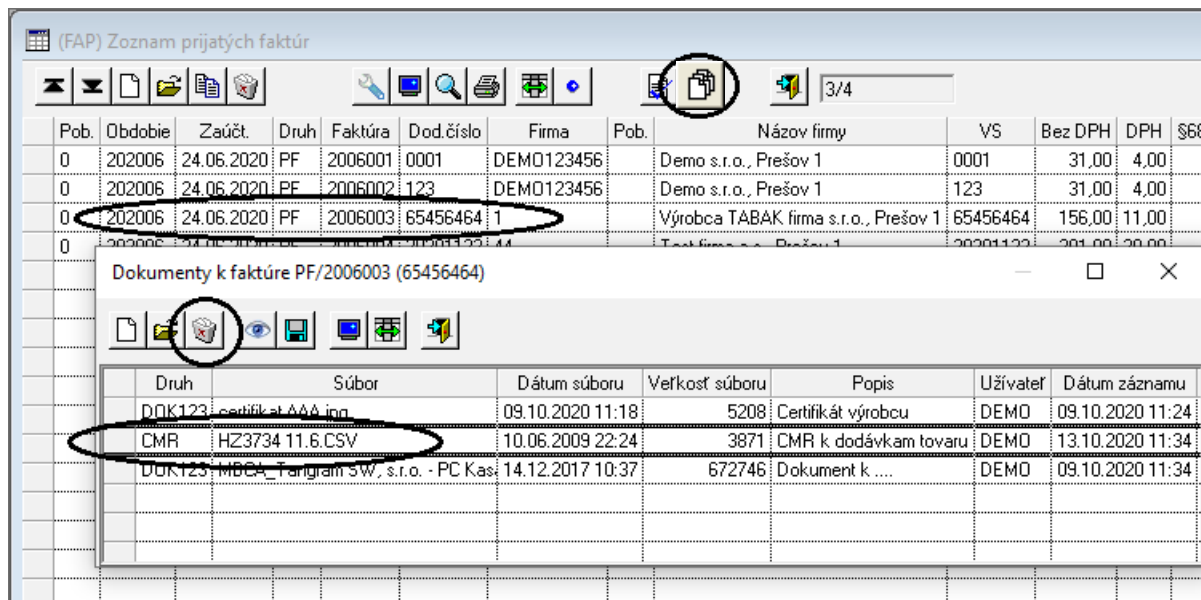 (FAP) Zoznam prijatých faktúr
3/4
Pob. Obdobie Zaúčt. Druh Faktúra Dod.číslo Firma Pob. Názov firmy VS Bez DPH DPH
0 202006 24.06.2020 PF 2006001 0001 DEMO123456 Demo s.r.o., Prešov 1 0001 31,00 4,00
0 202006 24.06.2020 PF 2006002 123 DEMO123456 Demo s.r.o., Prešov 1 123 31,00 4,00
0 202006 24.06.2020 PF 2006003 65456464 1 Výrobca TABAK firma s.r.o., Prešov 1 65456464 156,00 11,00
0
Dokumenty k faktúre PF/2006003 (65456464)
Druh Súbor Dátum súboru Veľkosť súboru Popis Užívateľ Dátum záznamu
DOK123 certifikat AAA.jpg 09.10.2020 11:18 5208 Certifikát výrobcu DEMO 09.10.2020 11:24
CMR HZ3734 11.6.CSV 10.06.2009 22:24 3871 CMR k dodávkam tovaru DEMO 13.10.2020 11:34
DOK123 MBCA_Tangram SW, s.r.o. - PC Kas 14.12.2017 10:37 672746 Dokument k .... DEMO 09.10.2020 11:34